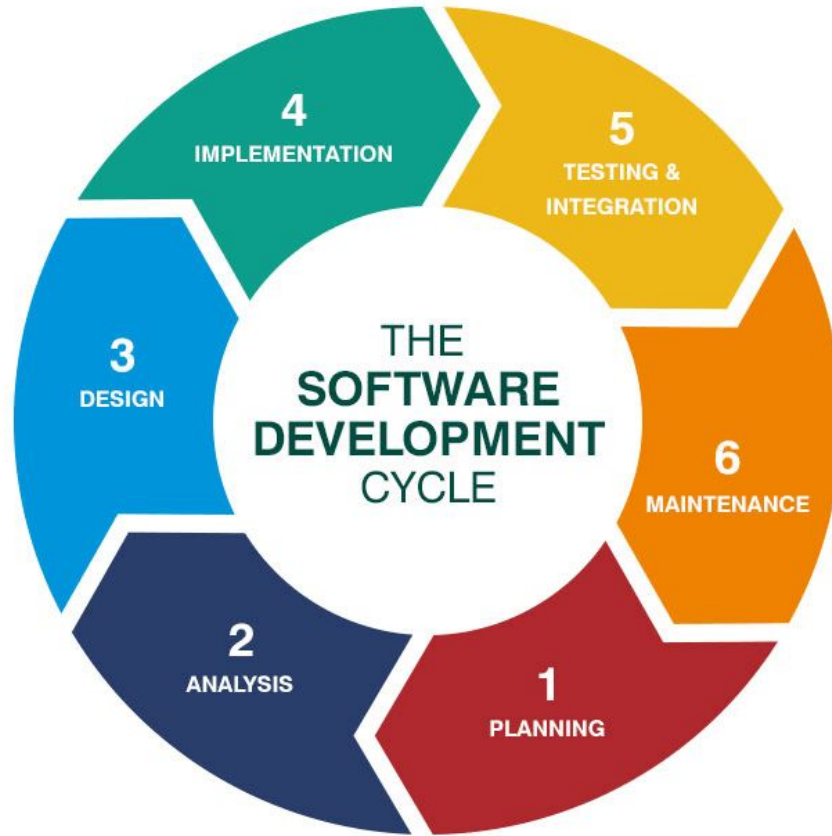 THE
SOFTWARE
DEVELOPMENT
CYCLE
1
PLANNING
2
ANALYSIS
3
DESIGN
4
IMPLEMENTATION
5
TESTING &
INTEGRATION
6
MAINTENANCE